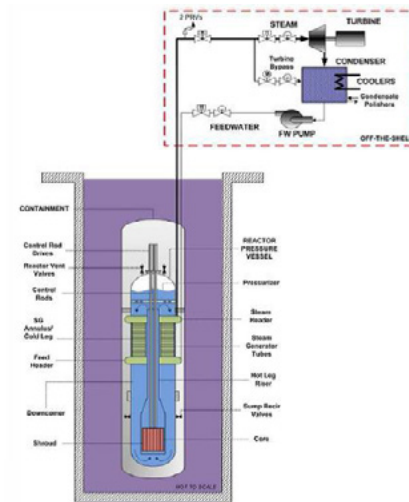 2 PRVs
STEAM
TURBINE
Turbine
Bypass
CONDENSER
COOLERS
Condensate
Polishers
FEEDWATER
FW PUMP
OFF-THE-SHEL
CONTAINMENT
Control Rod
Drives
Reactor Vent
Valves
Control
Rods
SG
Annulus/
Cold Leg
Feed
Header
Downcomer
Shroud
REACTOR
PRESSURE
VESSEL
Pressurizer
Steam
Header
Steam
Generator
Tubes
Hot Leg
Riser
Sump Recir
Valves
Core
NOT TO SCALE